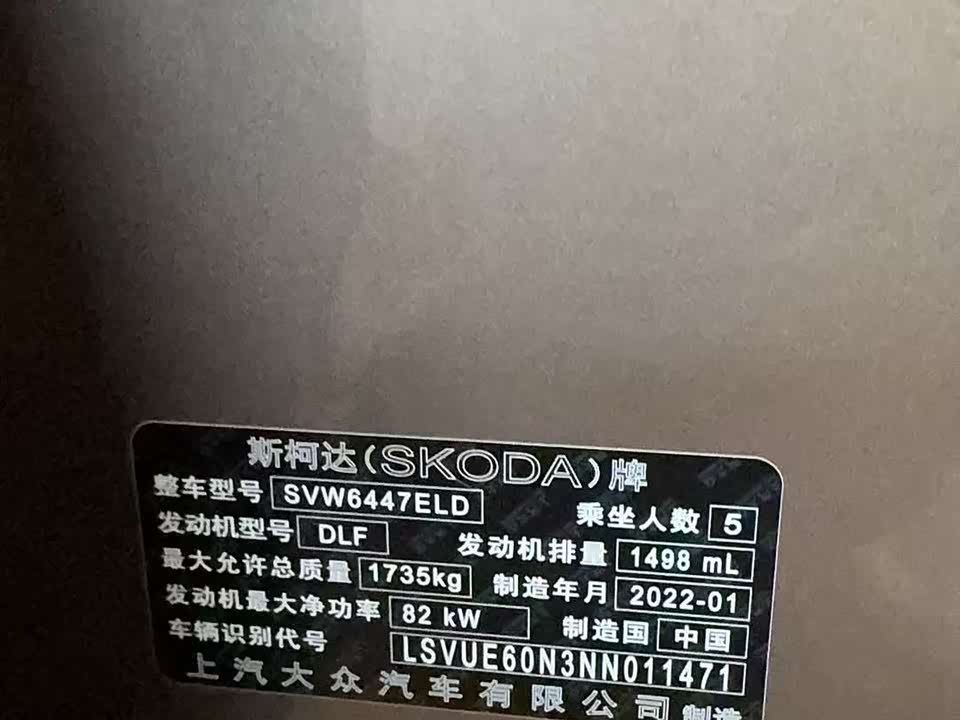 斯柯达(SKODA)牌
整车型号 SVW6447ELD 乘坐人数 5
发动机型号 DLF 发动机排量 1498 mL
最大允许总质量 1735kg 制造年月 2022-01
发动机最大净功率 82 kW 制造国 中国
车辆识别代号 LSVUE60N3NN011471
上汽大众汽车有限公司 制造